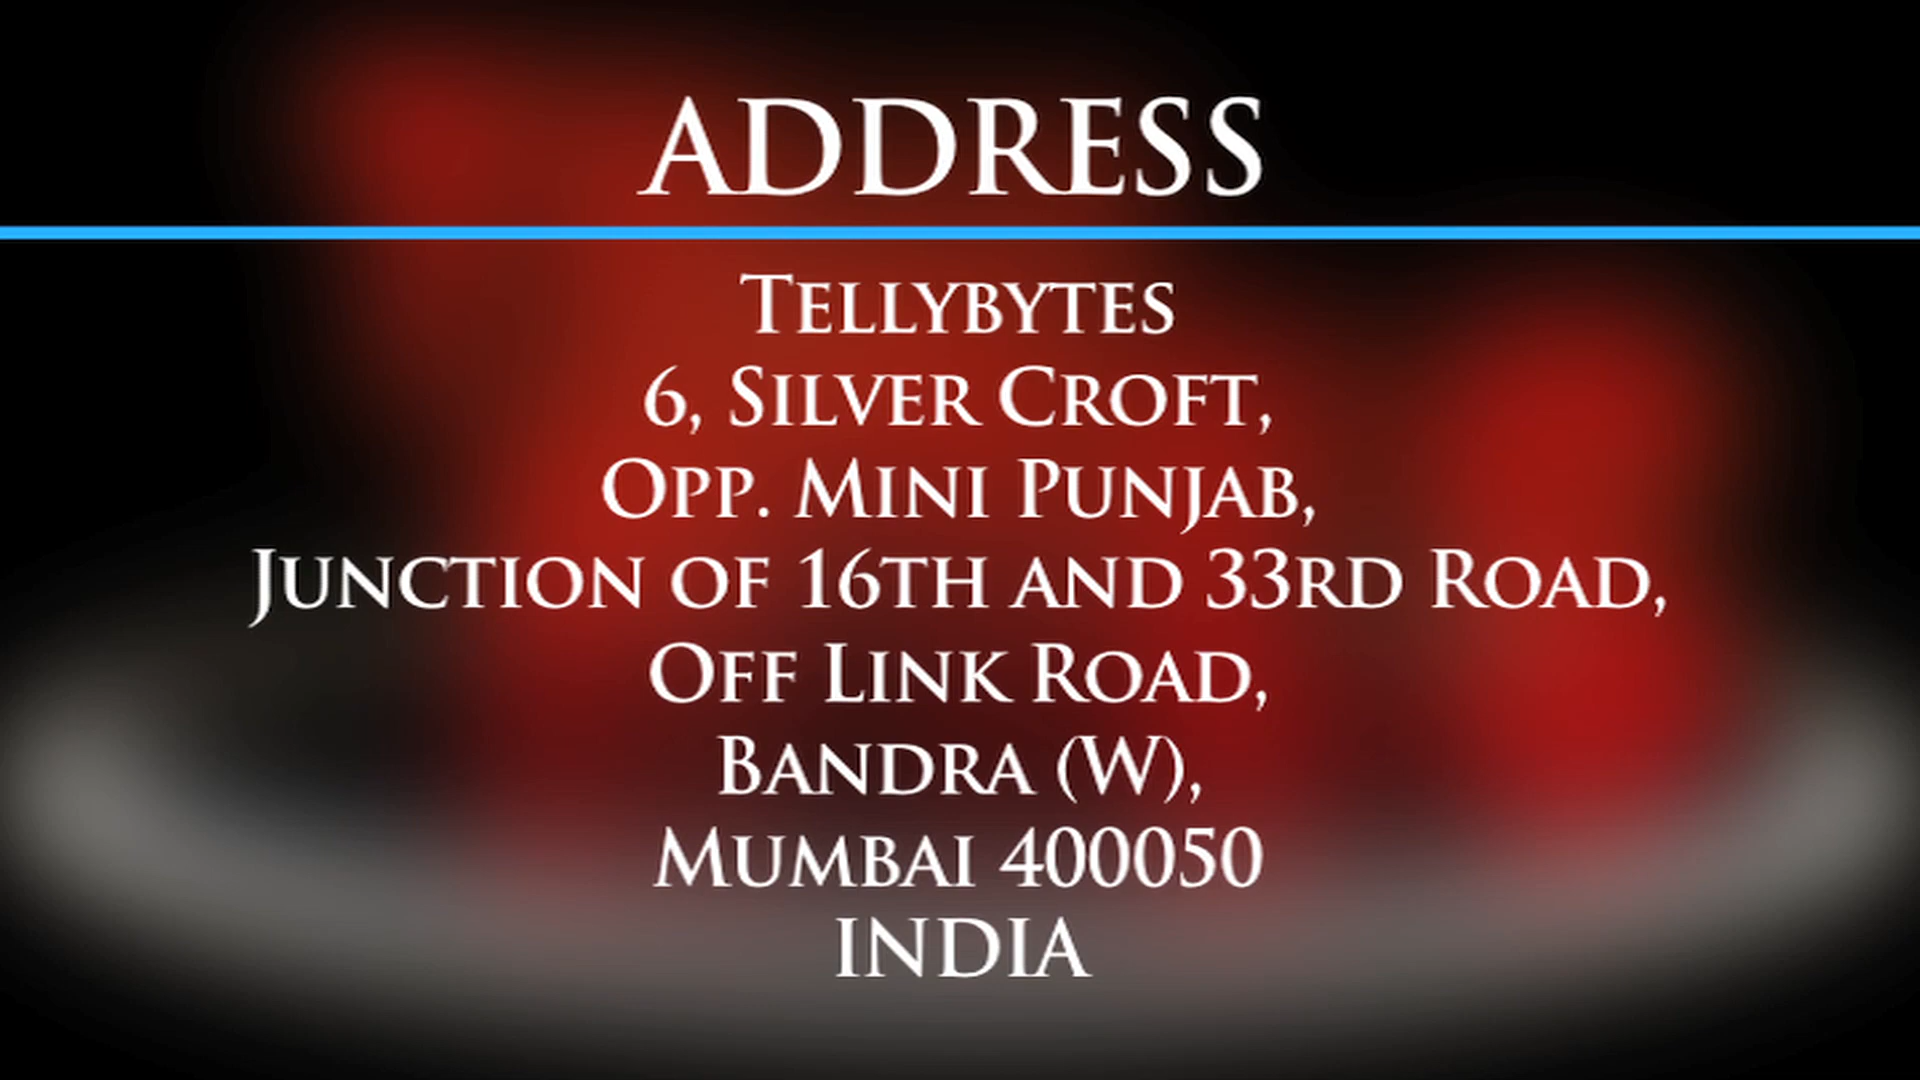 ADDRESS
Tellybytes
6, Silver Croft,
Opp. Mini Punjab,
Junction of 16th and 33rd Road,
Off Link Road,
Bandra (W),
Mumbai 400050
INDIA